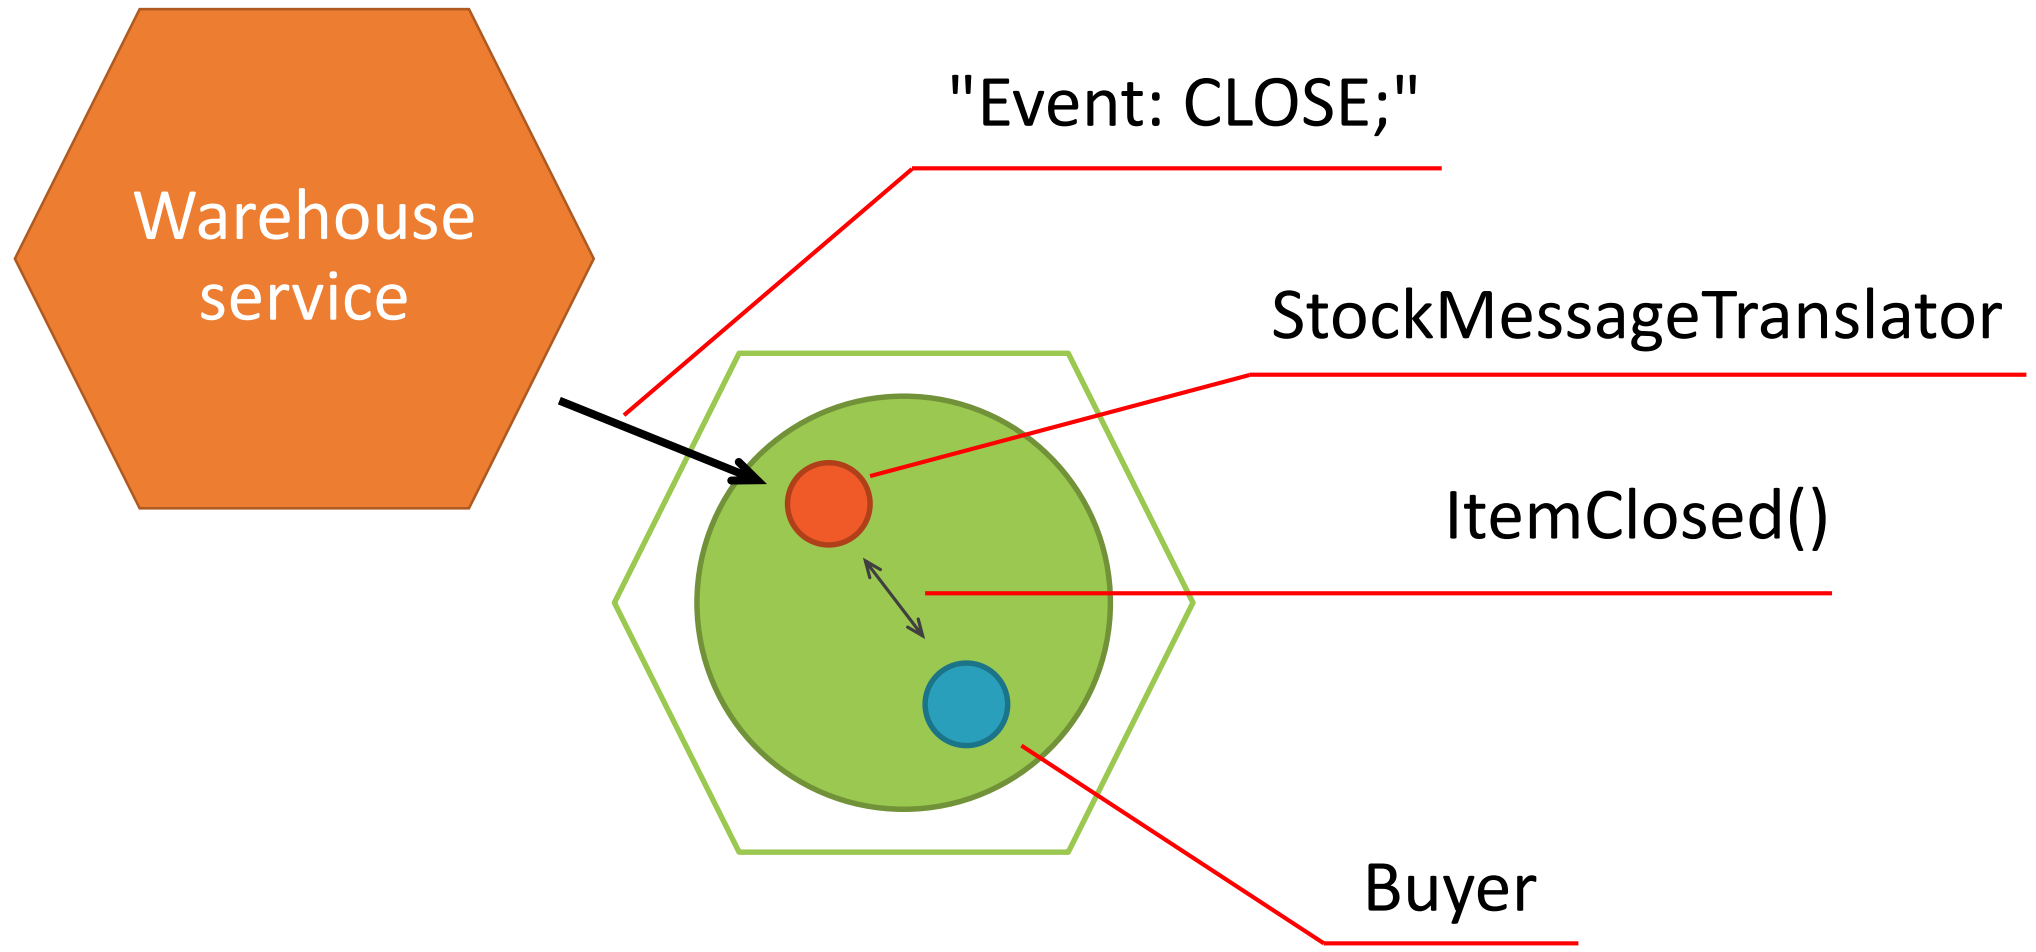 Warehouse
service
"Event: CLOSE;"
StockMessageTranslator
ItemClosed()
Buyer